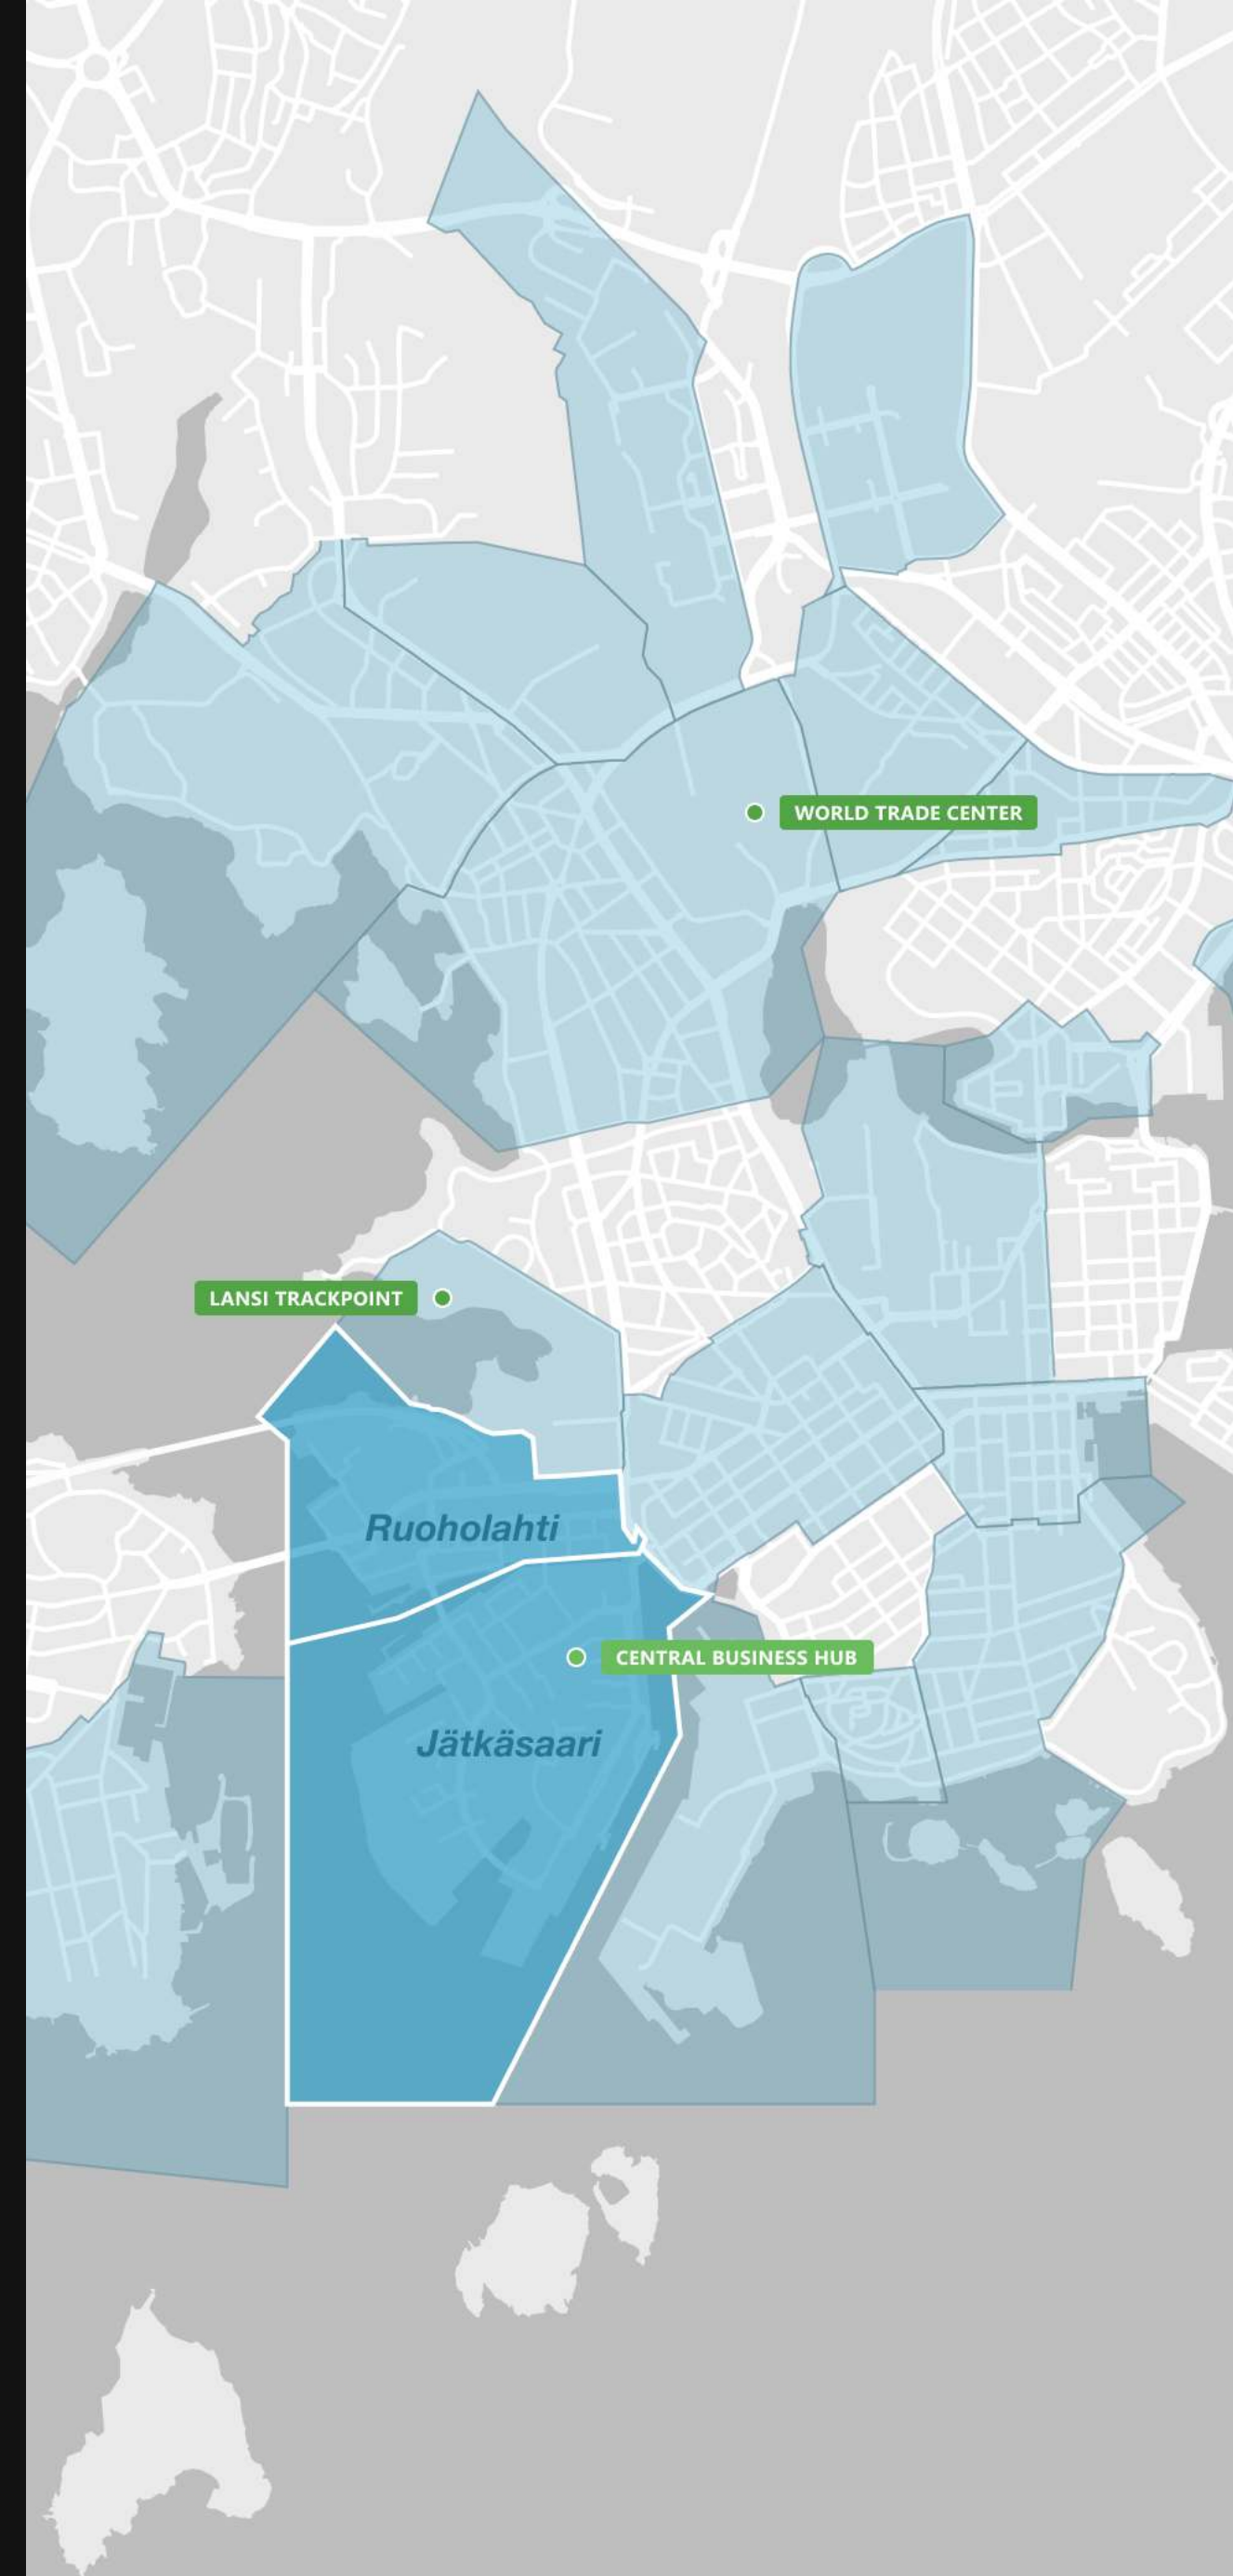 WORLD TRADE CENTER
LANSI TRACKPOINT
Ruoholahti
CENTRAL BUSINESS HUB
Jätkäsaari